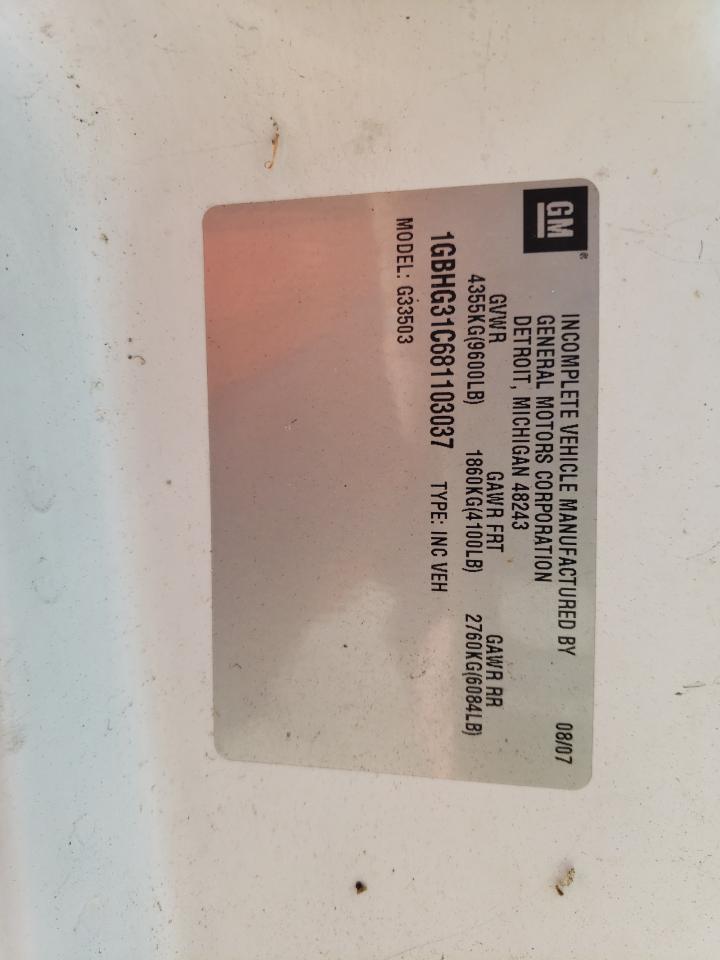 GM®
INCOMPLETE VEHICLE MANUFACTURED BY 08/07
GENERAL MOTORS CORPORATION
DETROIT, MICHIGAN 48243
GVWR GAWR FRT GAWR RR
4355KG(9600LB) 1860KG(4100LB) 2760KG(6084LB)
1GBHG31C681103037 TYPE: INC VEH
MODEL: G33503